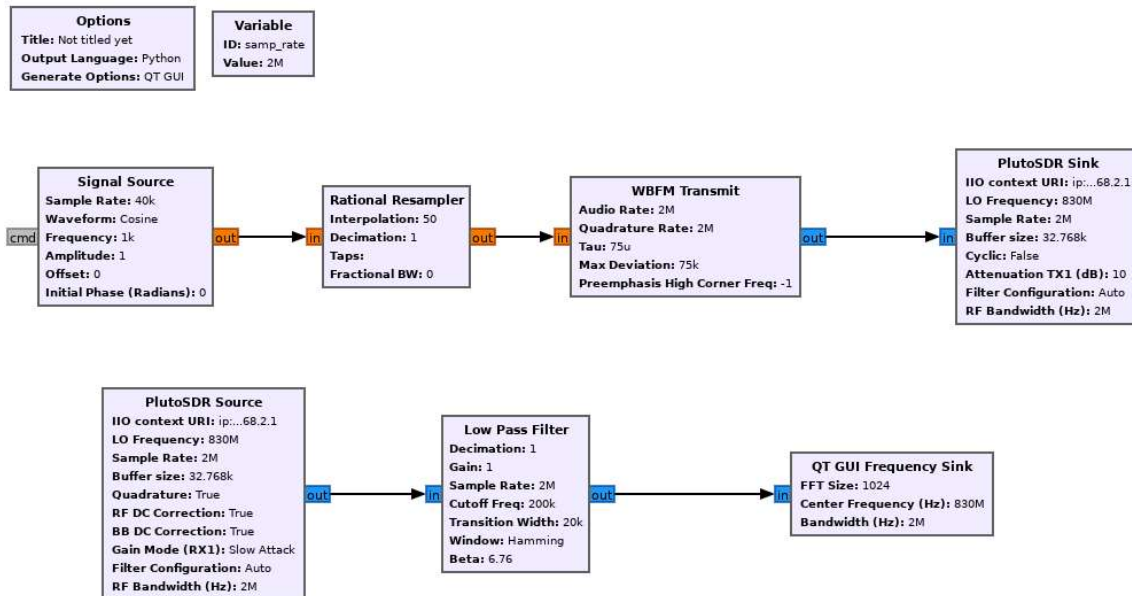 Options
Title: Not titled yet
Output Language: Python
Generate Options: QT GUI
Variable
ID: samp_rate
Value: 2M
Signal Source
Sample Rate: 40k
Waveform: Cosine
Frequency: 1k
Amplitude: 1
Offset: 0
Initial Phase (Radians): 0
cmd
out
in
Rational Resampler
Interpolation: 50
Decimation: 1
Taps:
Fractional BW: 0
out
in
WBFM Transmit
Audio Rate: 2M
Quadrature Rate: 2M
Tau: 75u
Max Deviation: 75k
Preemphasis High Corner Freq: -1
out
in
PlutoSDR Sink
IIO context URI: ip:...68.2.1
LO Frequency: 830M
Sample Rate: 2M
Buffer size: 32.768k
Cyclic: False
Attenuation TX1 (dB): 10
Filter Configuration: Auto
RF Bandwidth (Hz): 2M
PlutoSDR Source
IIO context URI: ip:...68.2.1
LO Frequency: 830M
Sample Rate: 2M
Buffer size: 32.768k
Quadrature: True
RF DC Correction: True
BB DC Correction: True
Gain Mode (RX1): Slow Attack
Filter Configuration: Auto
RF Bandwidth (Hz): 2M
out
in
Low Pass Filter
Decimation: 1
Gain: 1
Sample Rate: 2M
Cutoff Freq: 200k
Transition Width: 20k
Window: Hamming
Beta: 6.76
out
in
QT GUI Frequency Sink
FFT Size: 1024
Center Frequency (Hz): 830M
Bandwidth (Hz): 2M